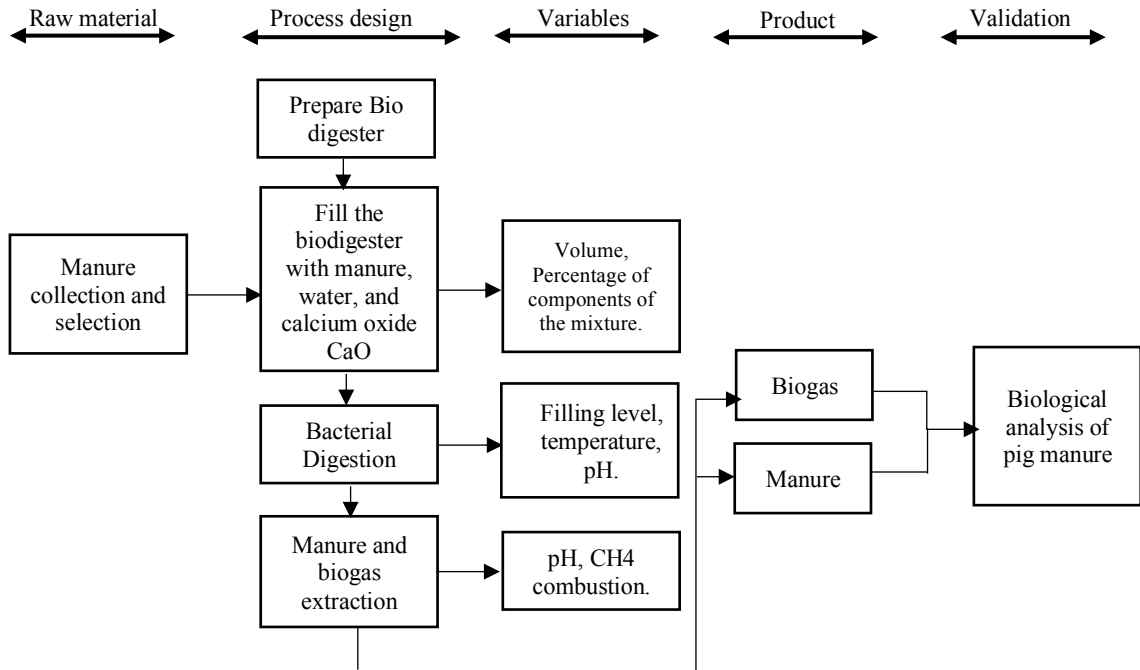 Raw material
Process design
Variables
Product
Validation
Prepare Bio
digester
Fill the
biodigester
with manure,
water, and
calcium oxide
CaO
Manure
collection and
selection
Volume,
Percentage of
components of
the mixture.
Bacterial
Digestion
Filling level,
temperature,
pH.
Manure and
biogas
extraction
pH, CH4
combustion.
Biogas
Manure
Biological
analysis of
pig manure